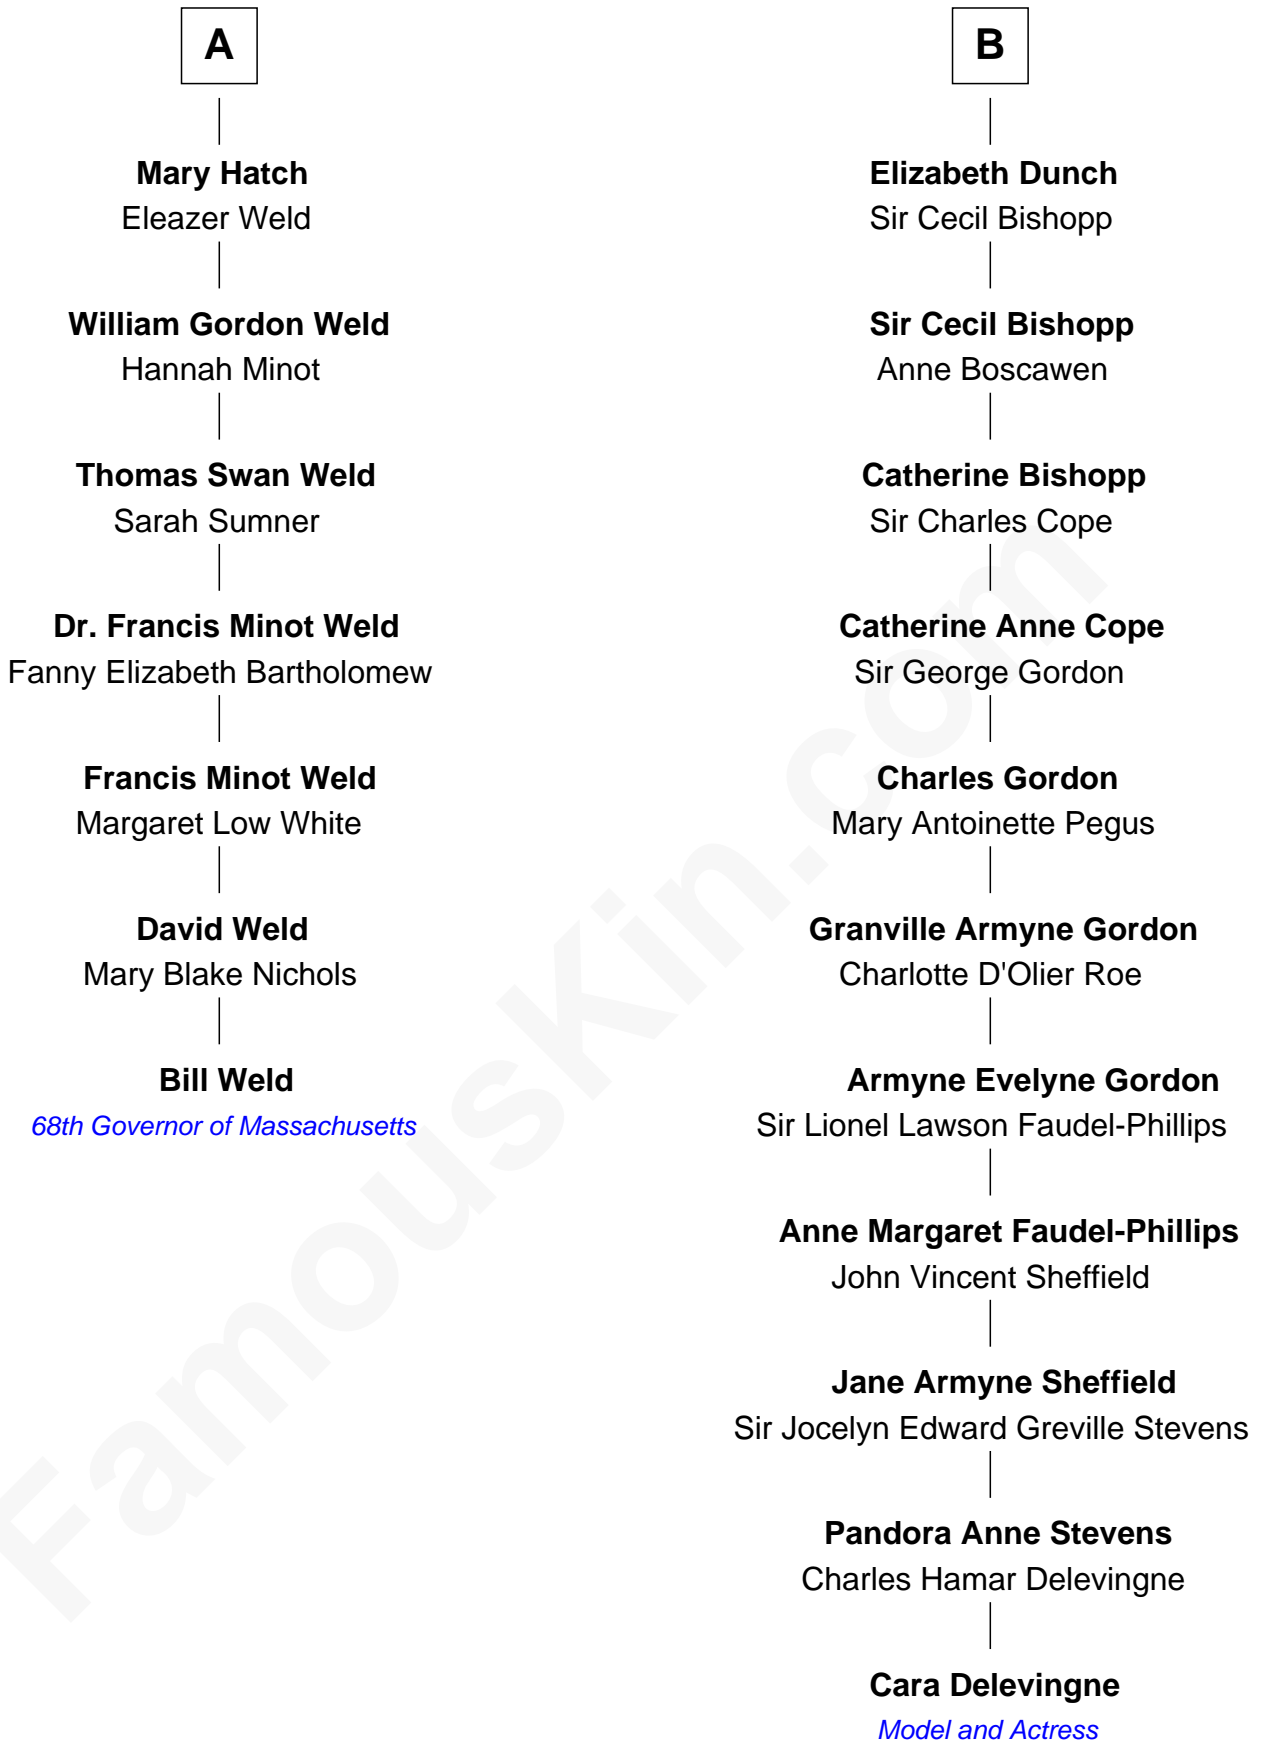 A
Mary Hatch
Eleazer Weld
William Gordon Weld
Hannah Minot
Thomas Swan Weld
Sarah Sumner
Dr. Francis Minot Weld
Fanny Elizabeth Bartholomew
Francis Minot Weld
Margaret Low White
David Weld
Mary Blake Nichols
Bill Weld
68th Governor of Massachusetts
B
Elizabeth Dunch
Sir Cecil Bishopp
Sir Cecil Bishopp
Anne Boscawen
Catherine Bishopp
Sir Charles Cope
Catherine Anne Cope
Sir George Gordon
Charles Gordon
Mary Antoinette Pegus
Granville Armyne Gordon
Charlotte D'Olier Roe
Armyne Evelyne Gordon
Sir Lionel Lawson Faudel-Phillips
Anne Margaret Faudel-Phillips
John Vincent Sheffield
Jane Armyne Sheffield
Sir Jocelyn Edward Greville Stevens
Pandora Anne Stevens
Charles Hamar Delevingne
Cara Delevingne
Model and Actress
FamousKin.com